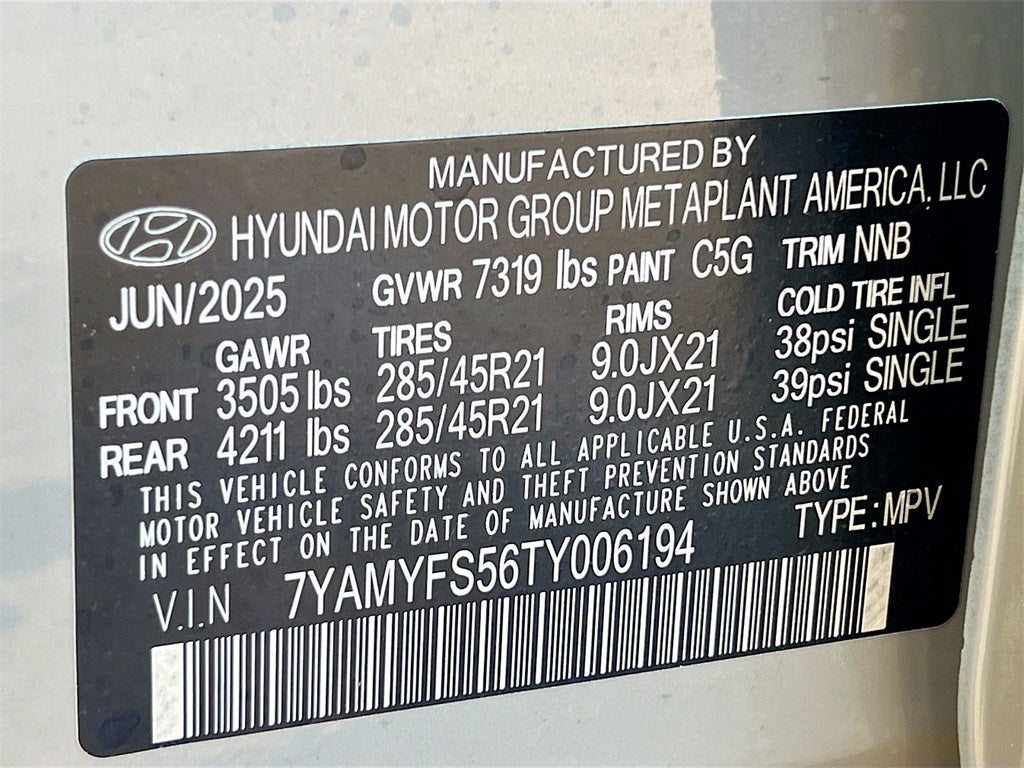 MANUFACTURED BY
HYUNDAI MOTOR GROUP METAPLANT AMERICA, LLC
JUN/2025 GVWR 7319 lbs PAINT C5G TRIM NNB
GAWR TIRES RIMS COLD TIRE INFL
FRONT 3505 lbs 285/45R21 9.0JX21 38psi SINGLE
REAR 4211 lbs 285/45R21 9.0JX21 39psi SINGLE
THIS VEHICLE CONFORMS TO ALL APPLICABLE U.S.A. FEDERAL
MOTOR VEHICLE SAFETY AND THEFT PREVENTION STANDARDS
IN EFFECT ON THE DATE OF MANUFACTURE SHOWN ABOVE
V.I.N 7YAMYFS56TY006194 TYPE: MPV